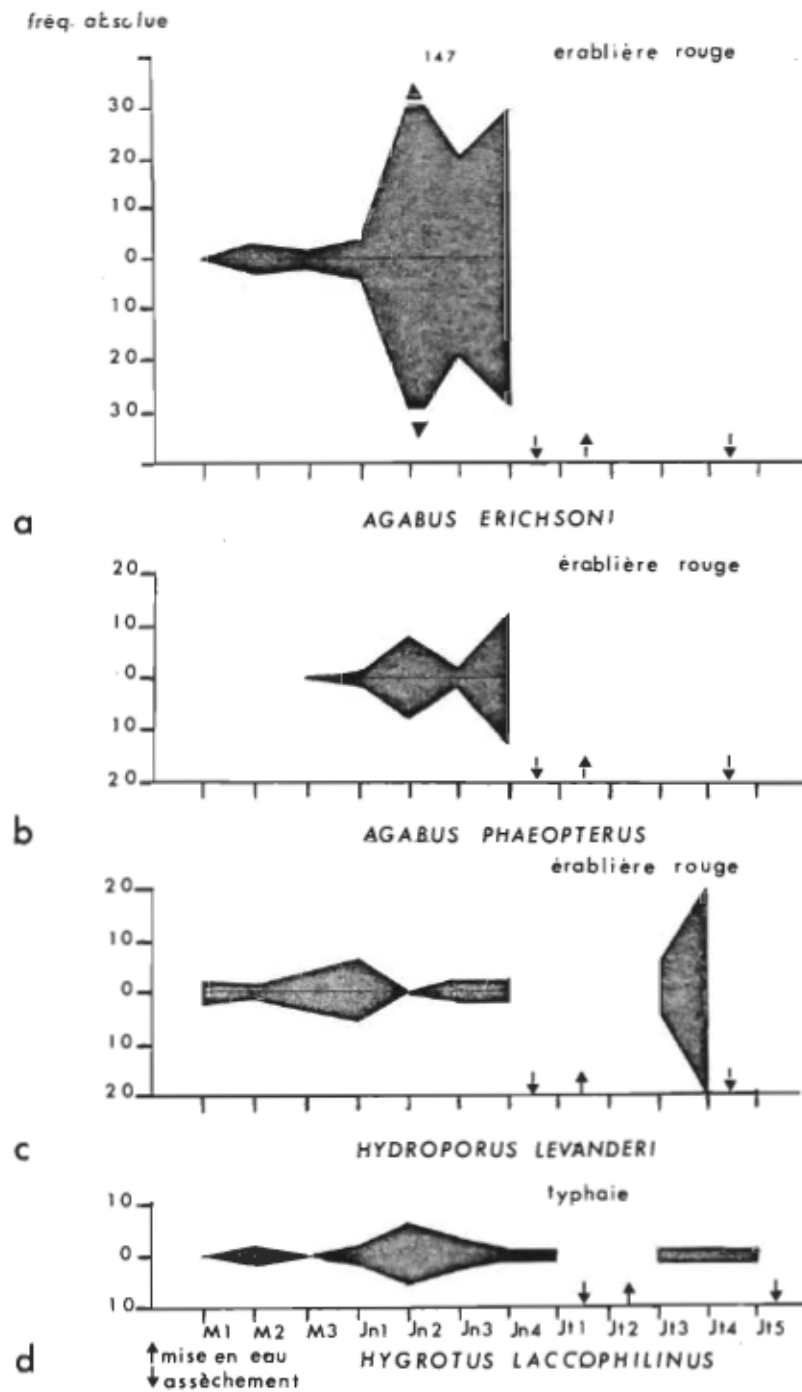 fréq. absolue
147 erablière rouge
30
20
10
0
10
20
30
a AGABUS ERICHSONI
20 érablière rouge
10
0
10
20
b AGABUS PHAEOPTERUS
érablière rouge
20
10
0
10
20
c HYDROPORUS LEVANDERI
typhaie
10
0
10
M1 M2 M3 Jn1 Jn2 Jn3 Jn4 Jt1 Jt2 Jt3 Jt4 Jt5
d ↑ mise en eau HYGROTUS LACCOPHILINUS
↓ assèchement